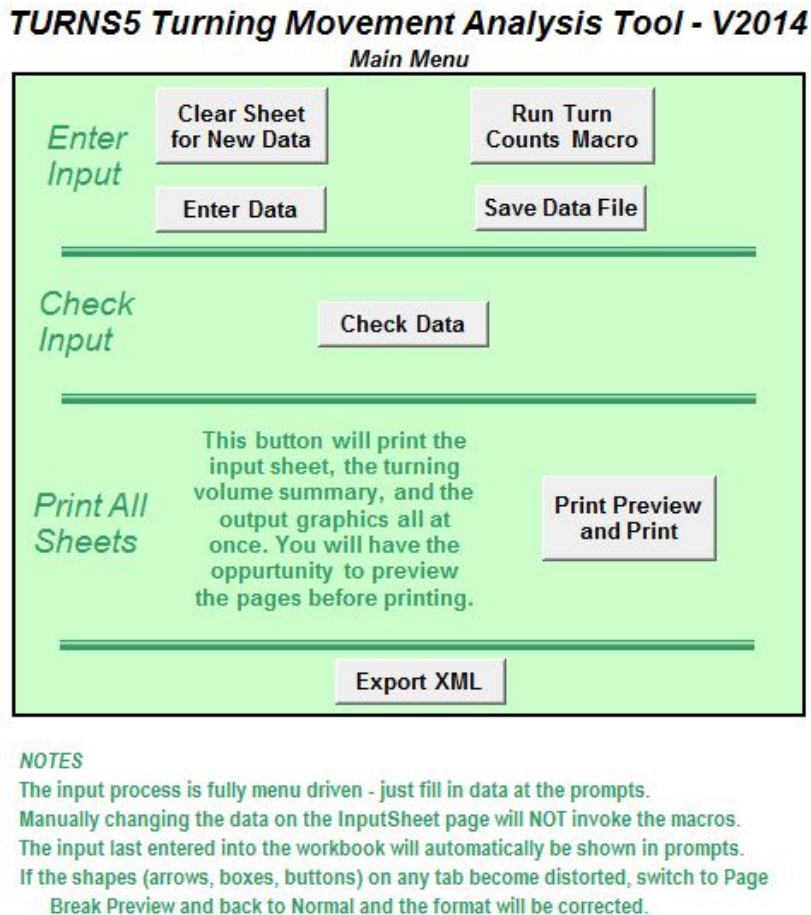 TURNS5 Turning Movement Analysis Tool - V2014
Main Menu
Enter
Input
Clear Sheet
for New Data
Run Turn
Counts Macro
Enter Data
Save Data File
Check
Input
Check Data
Print All
Sheets
This button will print the
input sheet, the turning
volume summary, and the
output graphics all at
once. You will have the
oppurtunity to preview
the pages before printing.
Print Preview
and Print
Export XML
NOTES
The input process is fully menu driven - just fill in data at the prompts.
Manually changing the data on the InputSheet page will NOT invoke the macros.
The input last entered into the workbook will automatically be shown in prompts.
If the shapes (arrows, boxes, buttons) on any tab become distorted, switch to Page
Break Preview and back to Normal and the format will be corrected.